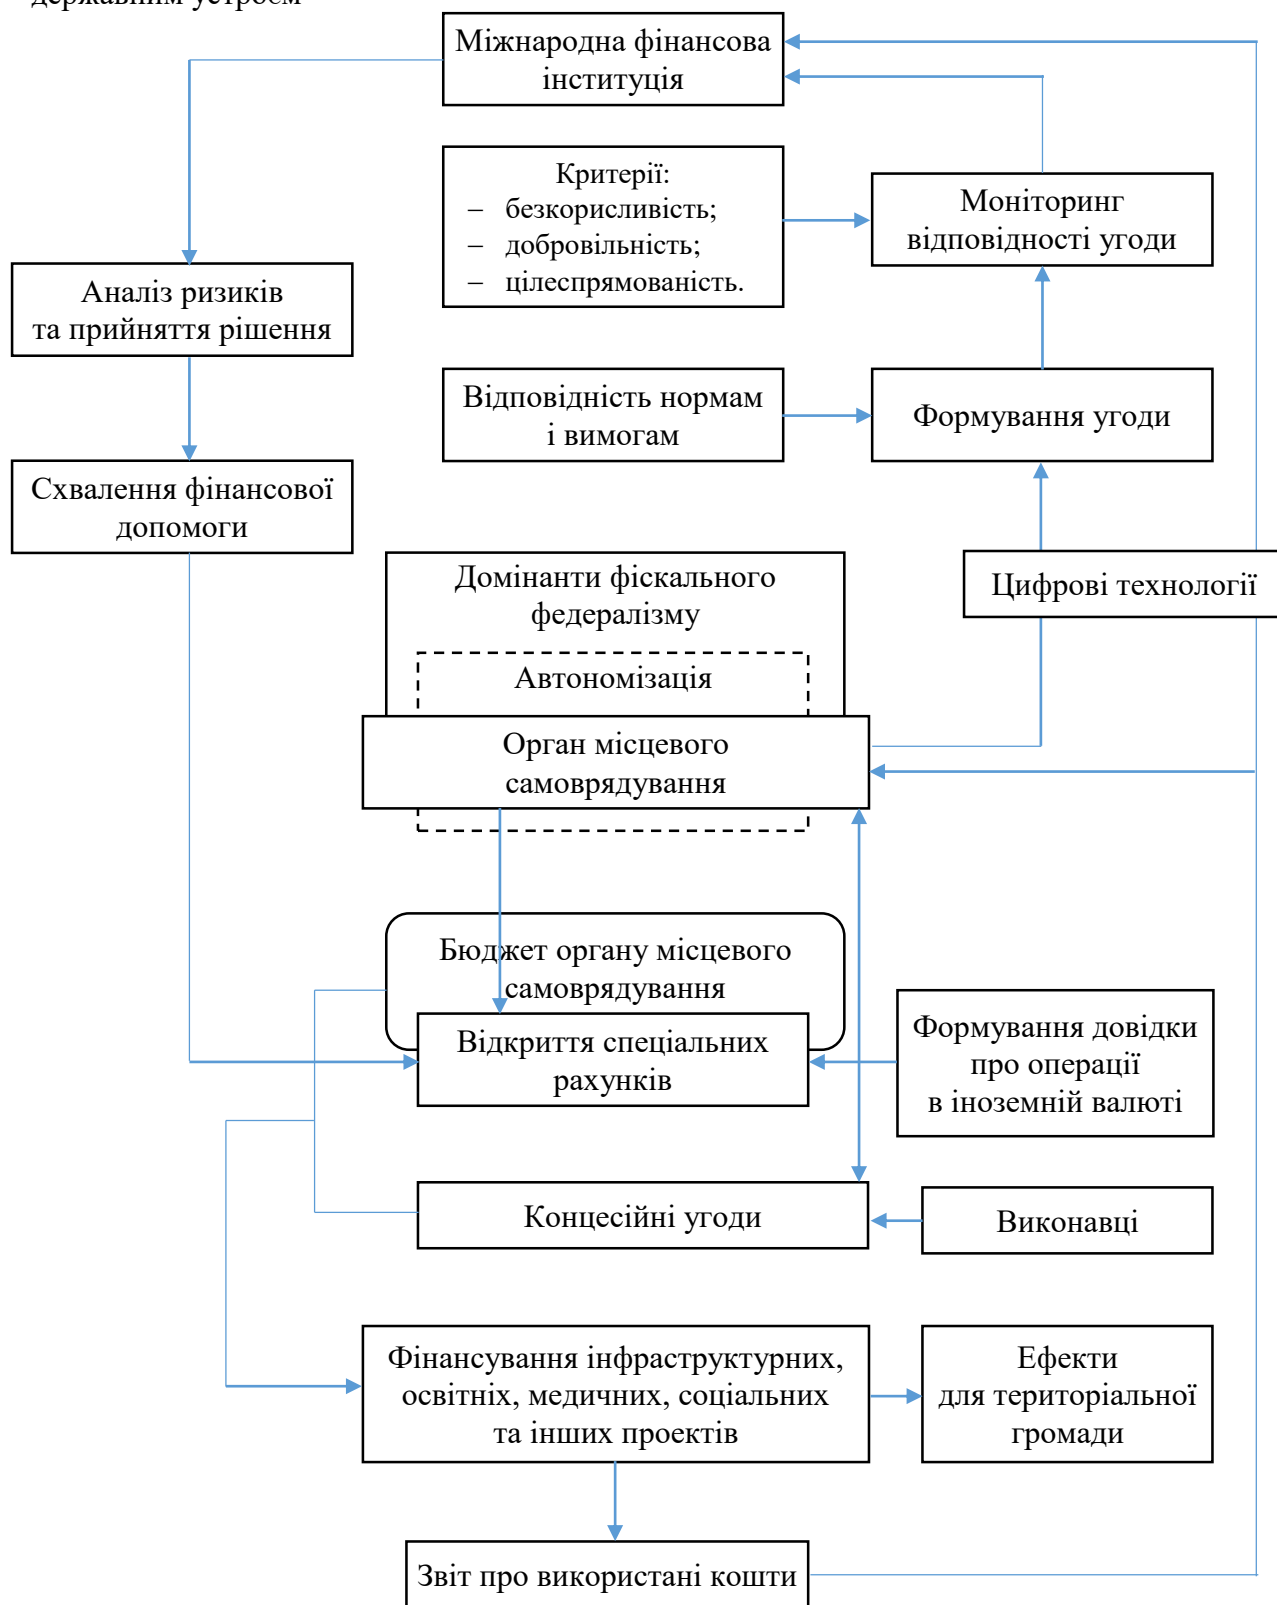 державним устроєм
Міжнародна фінансова
інституція
Критерії:
– безкорисливість;
– добровільність;
– цілеспрямованість.
Моніторинг
відповідності угоди
Аналіз ризиків
та прийняття рішення
Відповідність нормам
і вимогам
Формування угоди
Схвалення фінансової
допомоги
Домінанти фіскального
федералізму
Цифрові технології
Автономізація
Орган місцевого
самоврядування
Бюджет органу місцевого
самоврядування
Відкриття спеціальних
рахунків
Формування довідки
про операції
в іноземній валюті
Концесійні угоди
Виконавці
Фінансування інфраструктурних,
освітніх, медичних, соціальних
та інших проектів
Ефекти
для територіальної
громади
Звіт про використані кошти